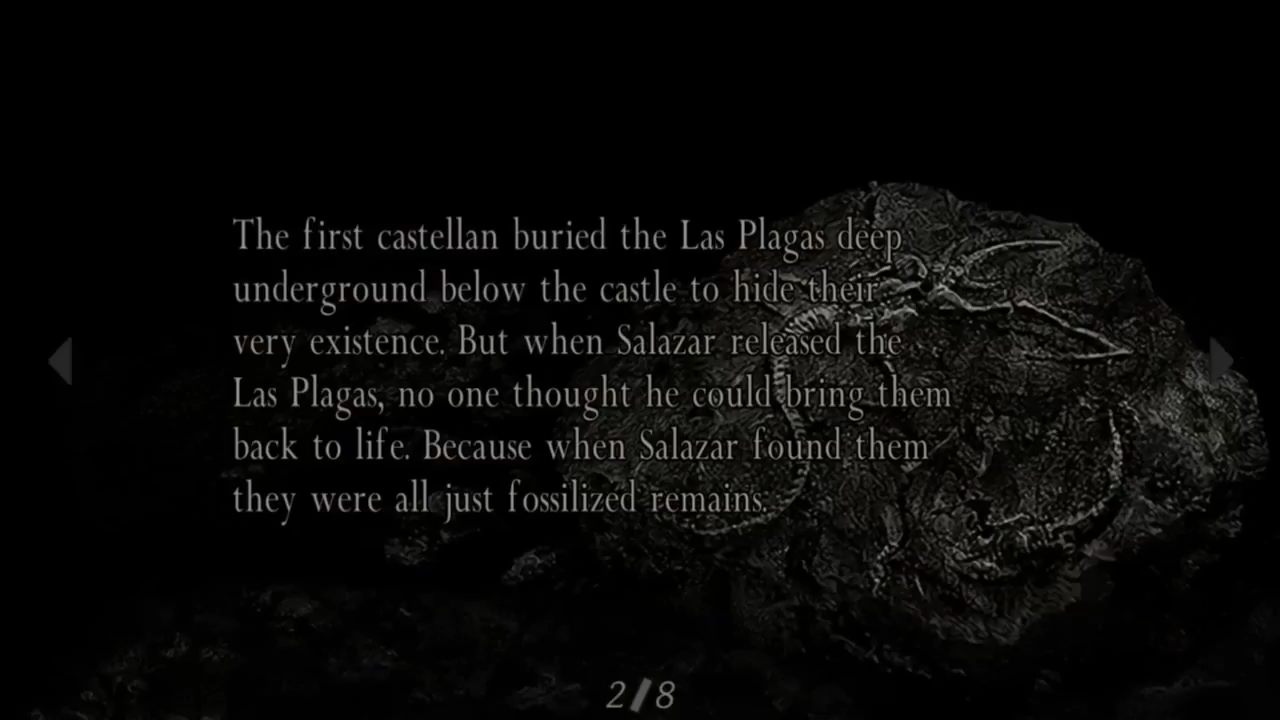 The first castellan buried the Las Plagas deep
underground below the castle to hide their
very existence. But when Salazar released the
Las Plagas, no one thought he could bring them
back to life. Because when Salazar found them
they were all just fossilized remains.
2/8